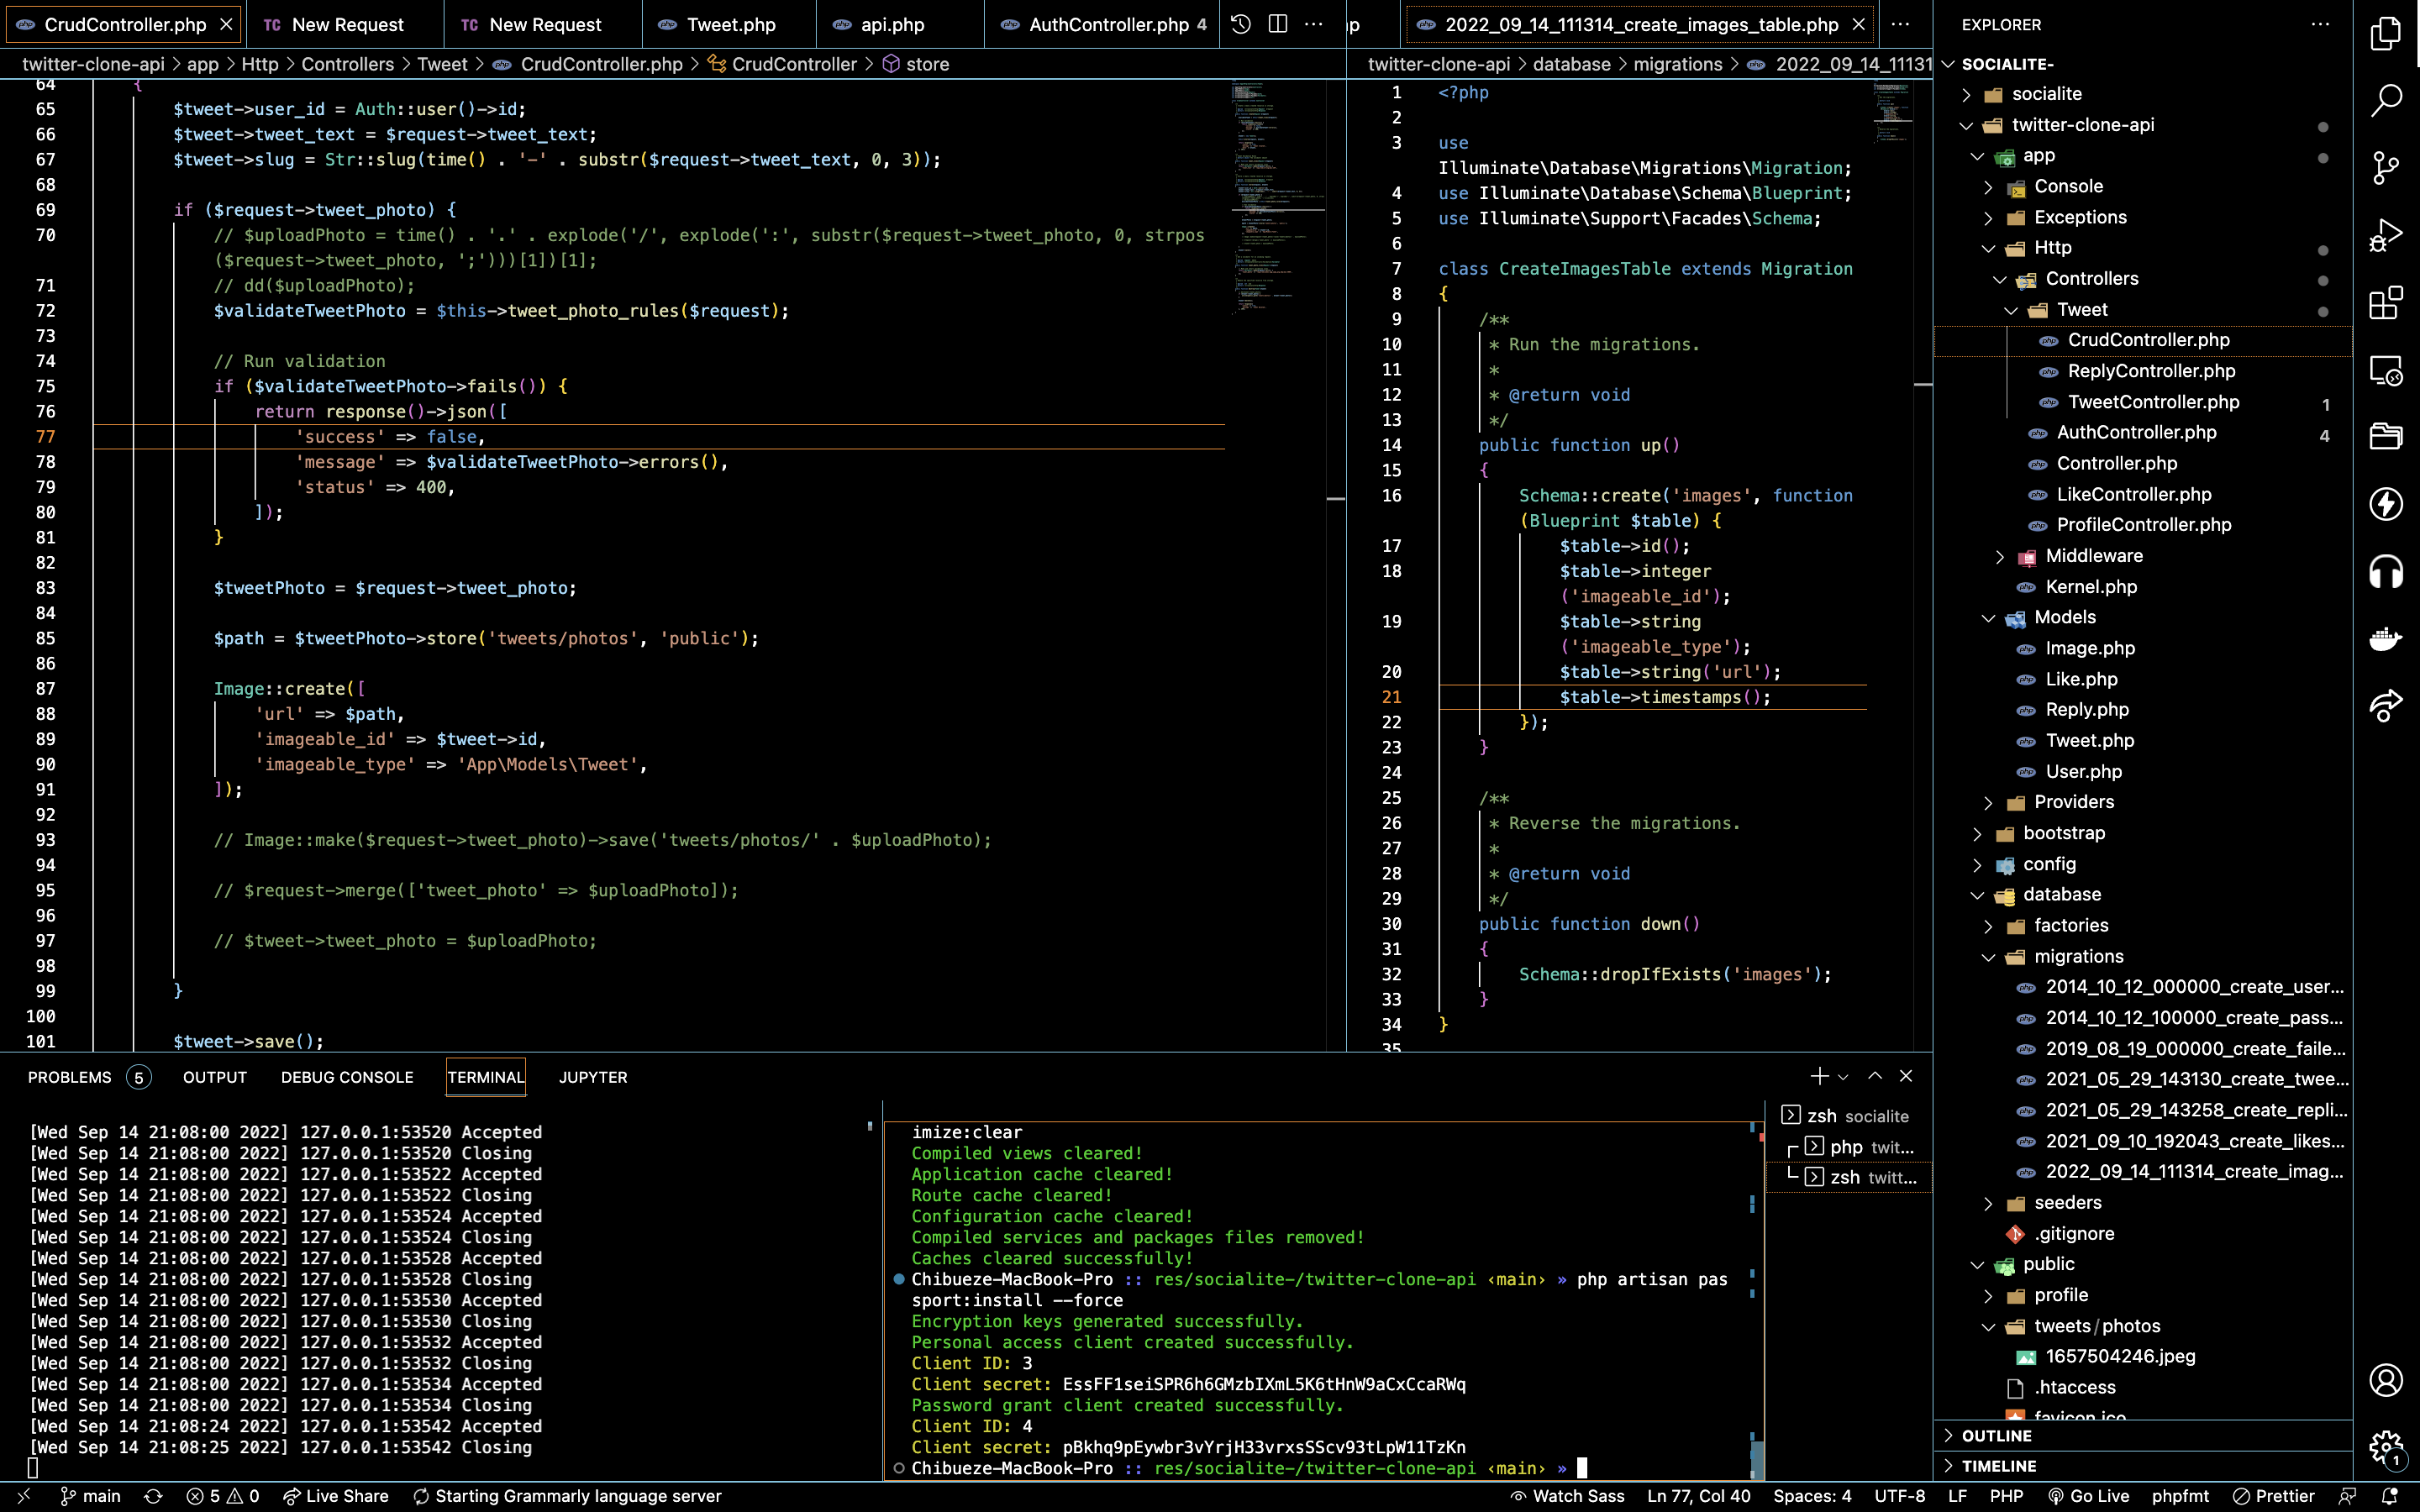 CrudController.php
TC New Request
TC New Request
Tweet.php
api.php
AuthController.php 4
2022_09_14_111314_create_images_table.php
twitter-clone-api > app > Http > Controllers > Tweet > CrudController.php > CrudController > store
64 {
65 $tweet->user_id = Auth::user()->id;
66 $tweet->tweet_text = $request->tweet_text;
67 $tweet->slug = Str::slug(time() . '-' . substr($request->tweet_text, 0, 3));
68
69 if ($request->tweet_photo) {
70 // $uploadPhoto = time() . '.' . explode('/', explode(':', substr($request->tweet_photo, 0, strpos
($request->tweet_photo, ';')))[1])[1];
71 // dd($uploadPhoto);
72 $validateTweetPhoto = $this->tweet_photo_rules($request);
73
74 // Run validation
75 if ($validateTweetPhoto->fails()) {
76 return response()->json([
77 'success' => false,
78 'message' => $validateTweetPhoto->errors(),
79 'status' => 400,
80 ]);
81 }
82
83 $tweetPhoto = $request->tweet_photo;
84
85 $path = $tweetPhoto->store('tweets/photos', 'public');
86
87 Image::create([
88 'url' => $path,
89 'imageable_id' => $tweet->id,
90 'imageable_type' => 'App\Models\Tweet',
91 ]);
92
93 // Image::make($request->tweet_photo)->save('tweets/photos/' . $uploadPhoto);
94
95 // $request->merge(['tweet_photo' => $uploadPhoto]);
96
97 // $tweet->tweet_photo = $uploadPhoto;
98
99 }
100
101 $tweet->save();
twitter-clone-api > database > migrations > 2022_09_14_11131
1 <?php
2
3 use
Illuminate\Database\Migrations\Migration;
4 use Illuminate\Database\Schema\Blueprint;
5 use Illuminate\Support\Facades\Schema;
6
7 class CreateImagesTable extends Migration
8 {
9 /**
10 * Run the migrations.
11 *
12 * @return void
13 */
14 public function up()
15 {
16 Schema::create('images', function
(Blueprint $table) {
17 $table->id();
18 $table->integer
('imageable_id');
19 $table->string
('imageable_type');
20 $table->string('url');
21 $table->timestamps();
22 });
23 }
24
25 /**
26 * Reverse the migrations.
27 *
28 * @return void
29 */
30 public function down()
31 {
32 Schema::dropIfExists('images');
33 }
34 }
35
EXPLORER
SOCIALITE-
socialite
twitter-clone-api
app
Console
Exceptions
Http
Controllers
Tweet
CrudController.php
ReplyController.php
TweetController.php 1
AuthController.php 4
Controller.php
LikeController.php
ProfileController.php
Middleware
Kernel.php
Models
Image.php
Like.php
Reply.php
Tweet.php
User.php
Providers
bootstrap
config
database
factories
migrations
2014_10_12_000000_create_user...
2014_10_12_100000_create_pass...
2019_08_19_000000_create_faile...
2021_05_29_143130_create_twee...
2021_05_29_143258_create_repli...
2021_09_10_192043_create_likes...
2022_09_14_111314_create_imag...
seeders
.gitignore
public
profile
tweets/photos
1657504246.jpeg
.htaccess
favicon.ico
OUTLINE
TIMELINE
PROBLEMS 5 OUTPUT DEBUG CONSOLE TERMINAL JUPYTER
[Wed Sep 14 21:08:00 2022] 127.0.0.1:53520 Accepted
[Wed Sep 14 21:08:00 2022] 127.0.0.1:53520 Closing
[Wed Sep 14 21:08:00 2022] 127.0.0.1:53522 Accepted
[Wed Sep 14 21:08:00 2022] 127.0.0.1:53522 Closing
[Wed Sep 14 21:08:00 2022] 127.0.0.1:53524 Accepted
[Wed Sep 14 21:08:00 2022] 127.0.0.1:53524 Closing
[Wed Sep 14 21:08:00 2022] 127.0.0.1:53528 Accepted
[Wed Sep 14 21:08:00 2022] 127.0.0.1:53528 Closing
[Wed Sep 14 21:08:00 2022] 127.0.0.1:53530 Accepted
[Wed Sep 14 21:08:00 2022] 127.0.0.1:53530 Closing
[Wed Sep 14 21:08:00 2022] 127.0.0.1:53532 Accepted
[Wed Sep 14 21:08:00 2022] 127.0.0.1:53532 Closing
[Wed Sep 14 21:08:00 2022] 127.0.0.1:53534 Accepted
[Wed Sep 14 21:08:00 2022] 127.0.0.1:53534 Closing
[Wed Sep 14 21:08:24 2022] 127.0.0.1:53542 Accepted
[Wed Sep 14 21:08:25 2022] 127.0.0.1:53542 Closing
imize:clear
Compiled views cleared!
Application cache cleared!
Route cache cleared!
Configuration cache cleared!
Compiled services and packages files removed!
Caches cleared successfully!
Chibueze-MacBook-Pro :: res/socialite-/twitter-clone-api ‹main› » php artisan pas
sport:install --force
Encryption keys generated successfully.
Personal access client created successfully.
Client ID: 3
Client secret: EssFF1seiSPR6h6GMzbIXmL5K6tHnW9aCxCcaRWq
Password grant client created successfully.
Client ID: 4
Client secret: pBkhq9pEywbr3vYrjH33vrxsSScv93tLpW11TzKn
Chibueze-MacBook-Pro :: res/socialite-/twitter-clone-api ‹main› »
zsh socialite
php twit...
zsh twitt...
main 5 0 Live Share Starting Grammarly language server
Watch Sass Ln 77, Col 40 Spaces: 4 UTF-8 LF PHP Go Live phpfmt Prettier
1